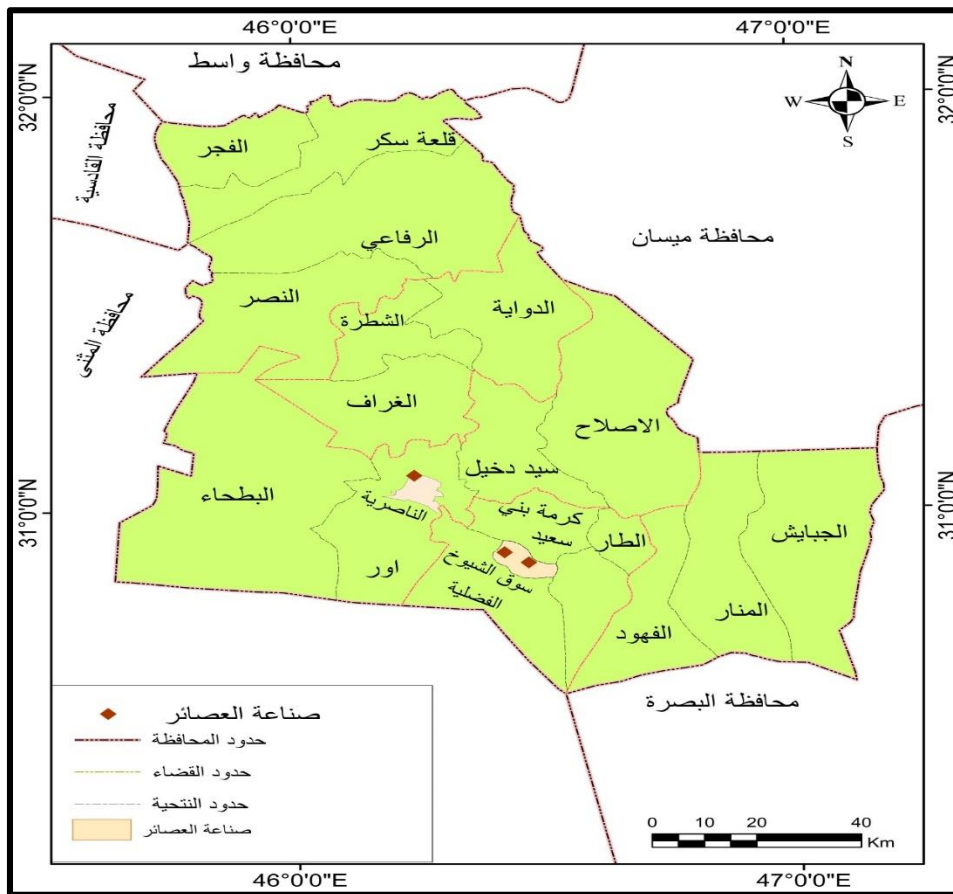 46°0'0"E
47°0'0"E
محافظة واسط
32°0'0"N
32°0'0"N
N
W
E
S
قلعة سكر
الفجر
محافظة القادسية
محافظة ميسان
الرفاعي
النصر
الدواية
الشطرة
محافظة المثنى
الغراف
الاصلاح
سيد دخيل
البطحاء
31°0'0"N
31°0'0"N
الناصرية
كرمة بني
سعيد
الطار
الجبايش
اور
سوق الشيوخ
الفضلية
المنار
الفهود
محافظة البصرة
صناعة العصائر
حدود المحافظة
حدود القضاء
حدود النتحية
صناعة العصائر
0
10
20
40
Km
46°0'0"E
47°0'0"E